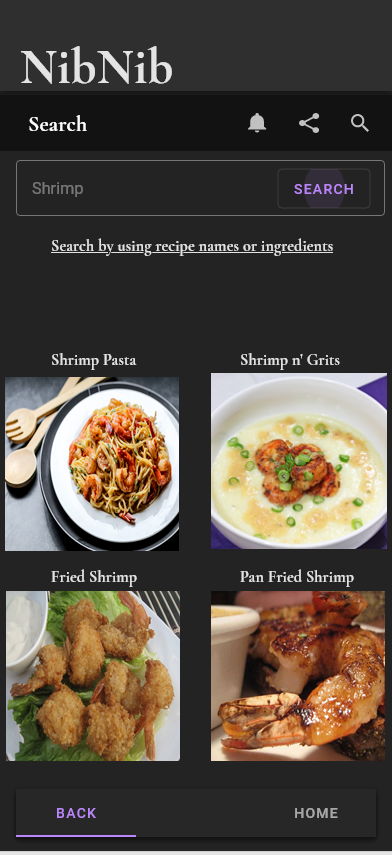 NibNib
Search
Shrimp
SEARCH
Search by using recipe names or ingredients
Shrimp Pasta
Shrimp n' Grits
Fried Shrimp
Pan Fried Shrimp
BACK
HOME